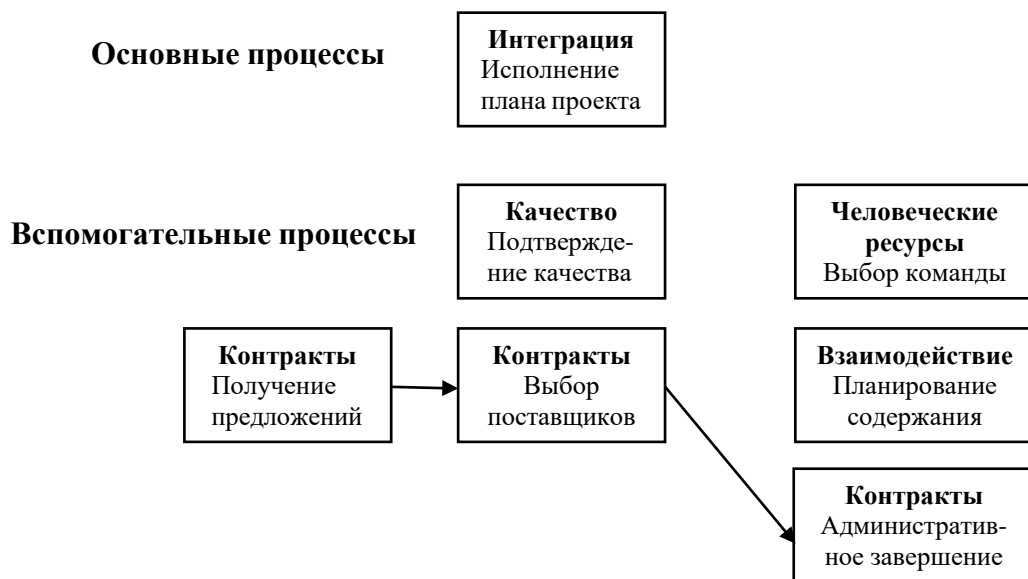 Основные процессы
Интеграция
Исполнение
плана проекта
Вспомогательные процессы
Качество
Подтвержде-
ние качества
Человеческие
ресурсы
Выбор команды
Контракты
Получение
предложений
Контракты
Выбор
поставщиков
Взаимодействие
Планирование
содержания
Контракты
Административ-
ное завершение